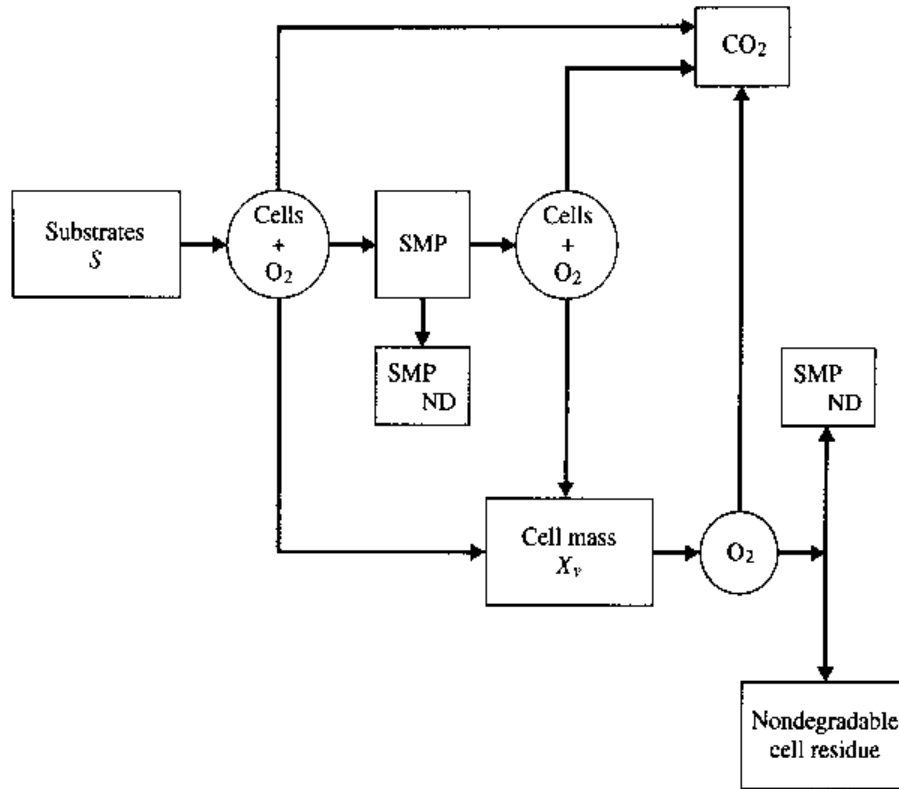 CO₂
Substrates
S
Cells
+
O₂
SMP
Cells
+
O₂
SMP
ND
SMP
ND
Cell mass
Xᵥ
O₂
Nondegradable
cell residue